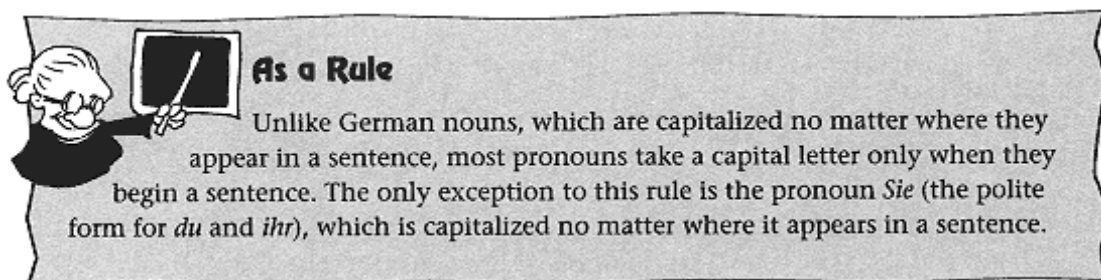 As a Rule
Unlike German nouns, which are capitalized no matter where they
appear in a sentence, most pronouns take a capital letter only when they
begin a sentence. The only exception to this rule is the pronoun Sie (the polite
form for du and ihr), which is capitalized no matter where it appears in a sentence.